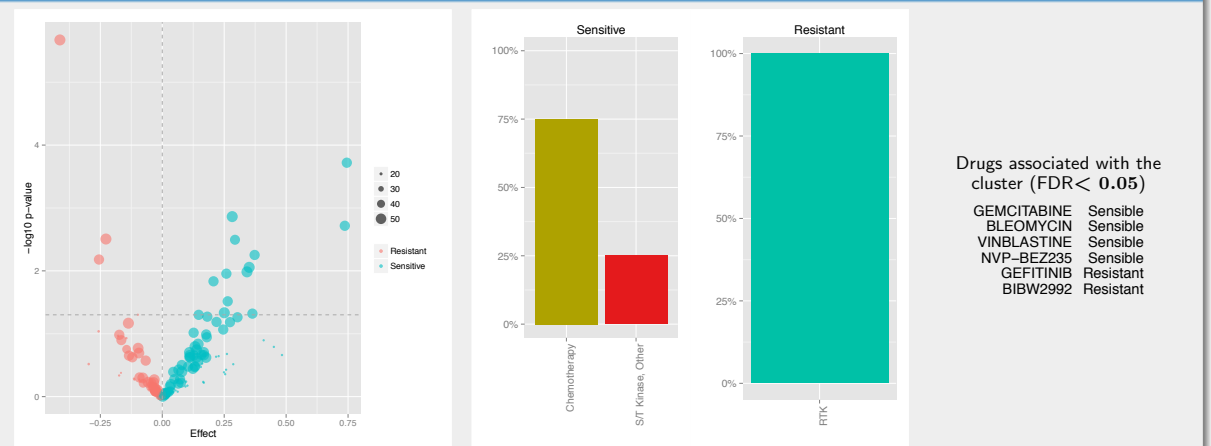 4
2
0
−0.25
0.00
0.25
0.50
0.75
Effect
−log10 p−value
20
30
40
50
Resistant
Sensitive
Sensitive
100%
75%
50%
25%
0%
Chemotherapy
S/T Kinase, Other
Resistant
100%
75%
50%
25%
0%
RTK
Drugs associated with the
cluster (FDR< 0.05)
GEMCITABINE Sensible
BLEOMYCIN Sensible
VINBLASTINE Sensible
NVP−BEZ235 Sensible
GEFITINIB Resistant
BIBW2992 Resistant